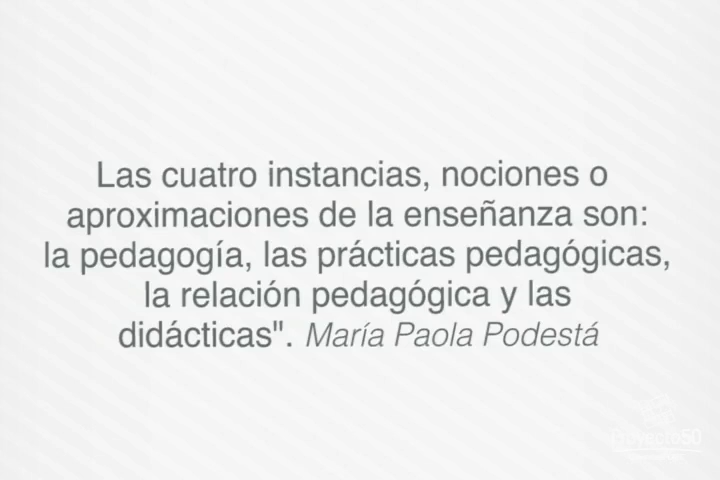 Las cuatro instancias, nociones o
aproximaciones de la enseñanza son:
la pedagogía, las prácticas pedagógicas,
la relación pedagógica y las
didácticas". María Paola Podestá
Proyecto50